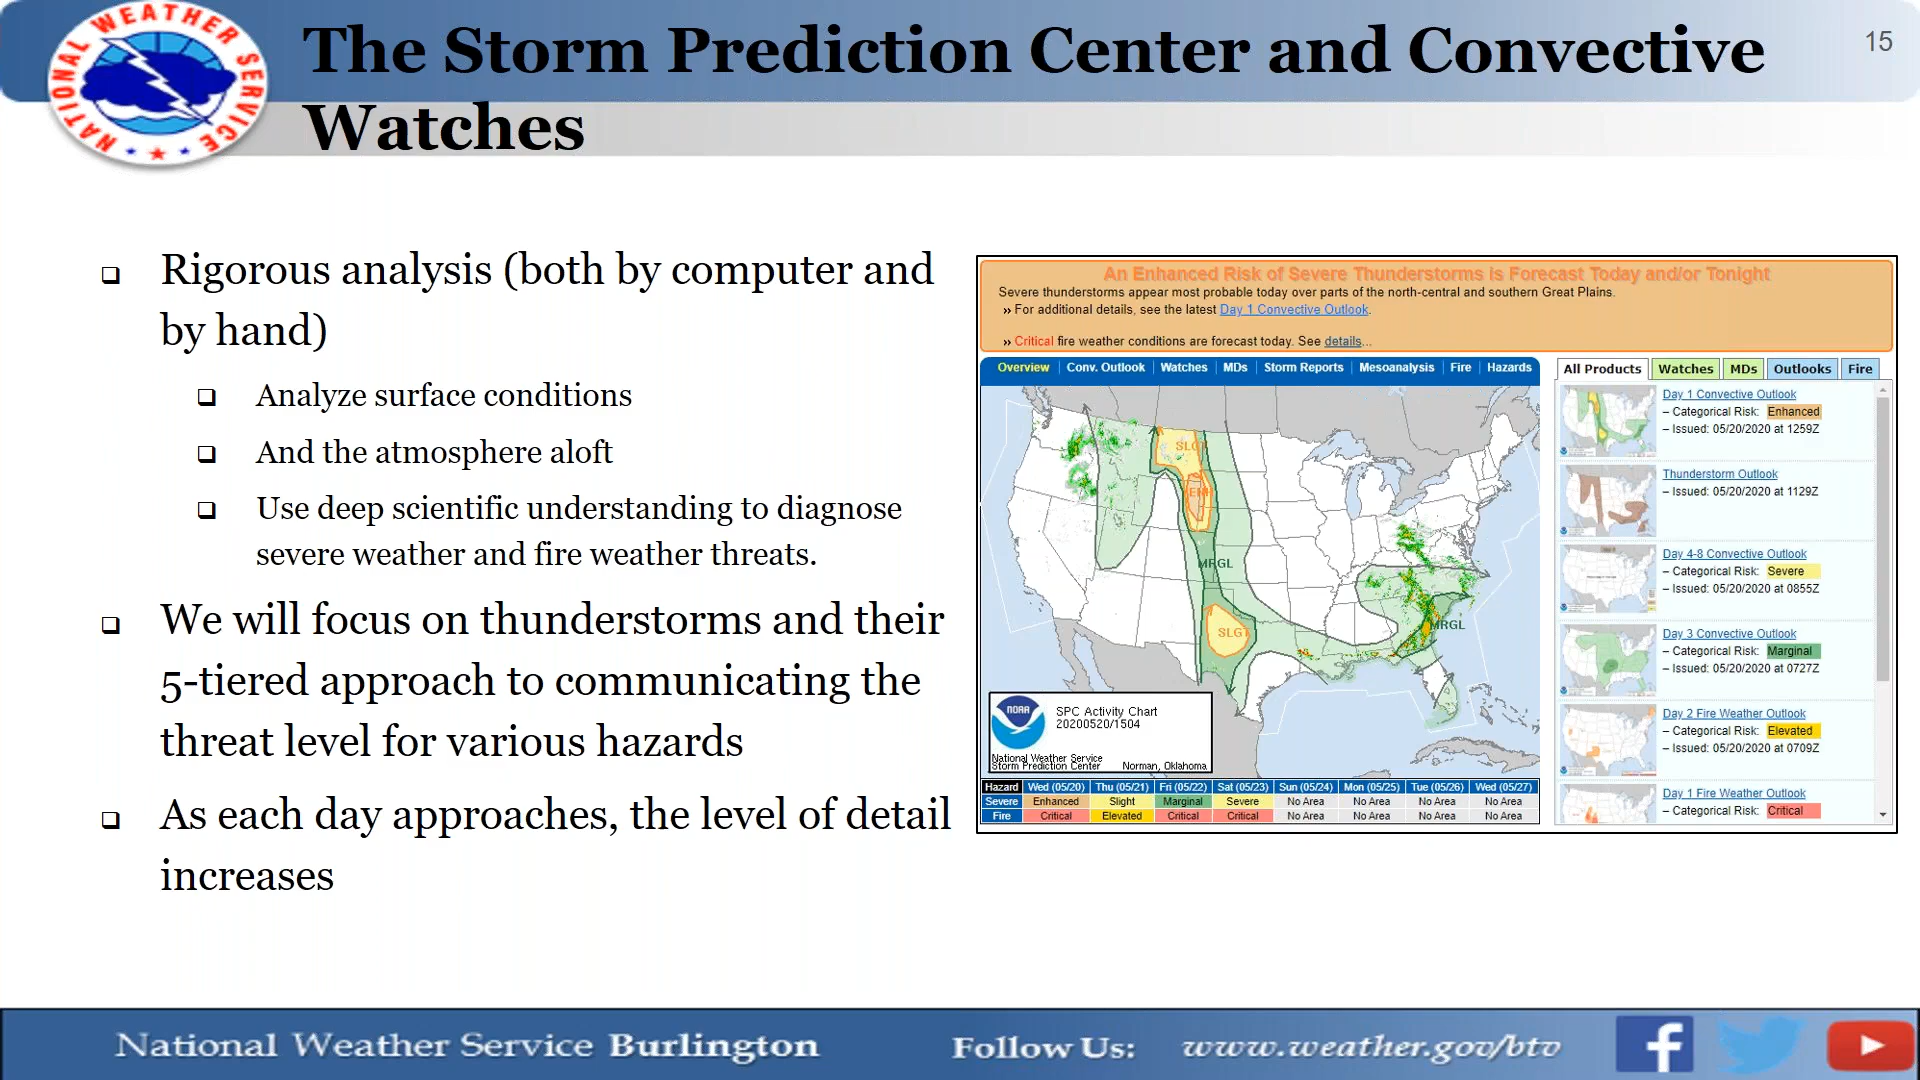 The Storm Prediction Center and Convective
Watches
15
NATIONAL WEATHER SERVICE
Rigorous analysis (both by computer and
by hand)
Analyze surface conditions
And the atmosphere aloft
Use deep scientific understanding to diagnose
severe weather and fire weather threats.
We will focus on thunderstorms and their
5-tiered approach to communicating the
threat level for various hazards
As each day approaches, the level of detail
increases
An Enhanced Risk of Severe Thunderstorms is Forecast Today and/or Tonight
Severe thunderstorms appear most probable today over parts of the north-central and southern Great Plains.
›› For additional details, see the latest Day 1 Convective Outlook.
›› Critical fire weather conditions are forecast today. See details...
Overview Conv. Outlook Watches MDs Storm Reports Mesoanalysis Fire Hazards
SLGT
ENH
MRGL
SLGT
MRGL
NOAA
SPC Activity Chart
20200520/1504
National Weather Service
Storm Prediction Center Norman, Oklahoma
Hazard Wed (05/20) Thu (05/21) Fri (05/22) Sat (05/23) Sun (05/24) Mon (05/25) Tue (05/26) Wed (05/27)
Severe Enhanced Slight Marginal Severe No Area No Area No Area No Area
Fire Critical Elevated Critical Critical No Area No Area No Area No Area
All Products Watches MDs Outlooks Fire
Day 1 Convective Outlook
– Categorical Risk: Enhanced
– Issued: 05/20/2020 at 1259Z
Thunderstorm Outlook
– Issued: 05/20/2020 at 1129Z
Day 4-8 Convective Outlook
– Categorical Risk: Severe
– Issued: 05/20/2020 at 0855Z
Day 3 Convective Outlook
– Categorical Risk: Marginal
– Issued: 05/20/2020 at 0727Z
Day 2 Fire Weather Outlook
– Categorical Risk: Elevated
– Issued: 05/20/2020 at 0709Z
Day 1 Fire Weather Outlook
– Categorical Risk: Critical
National Weather Service Burlington
Follow Us:
www.weather.gov/btv